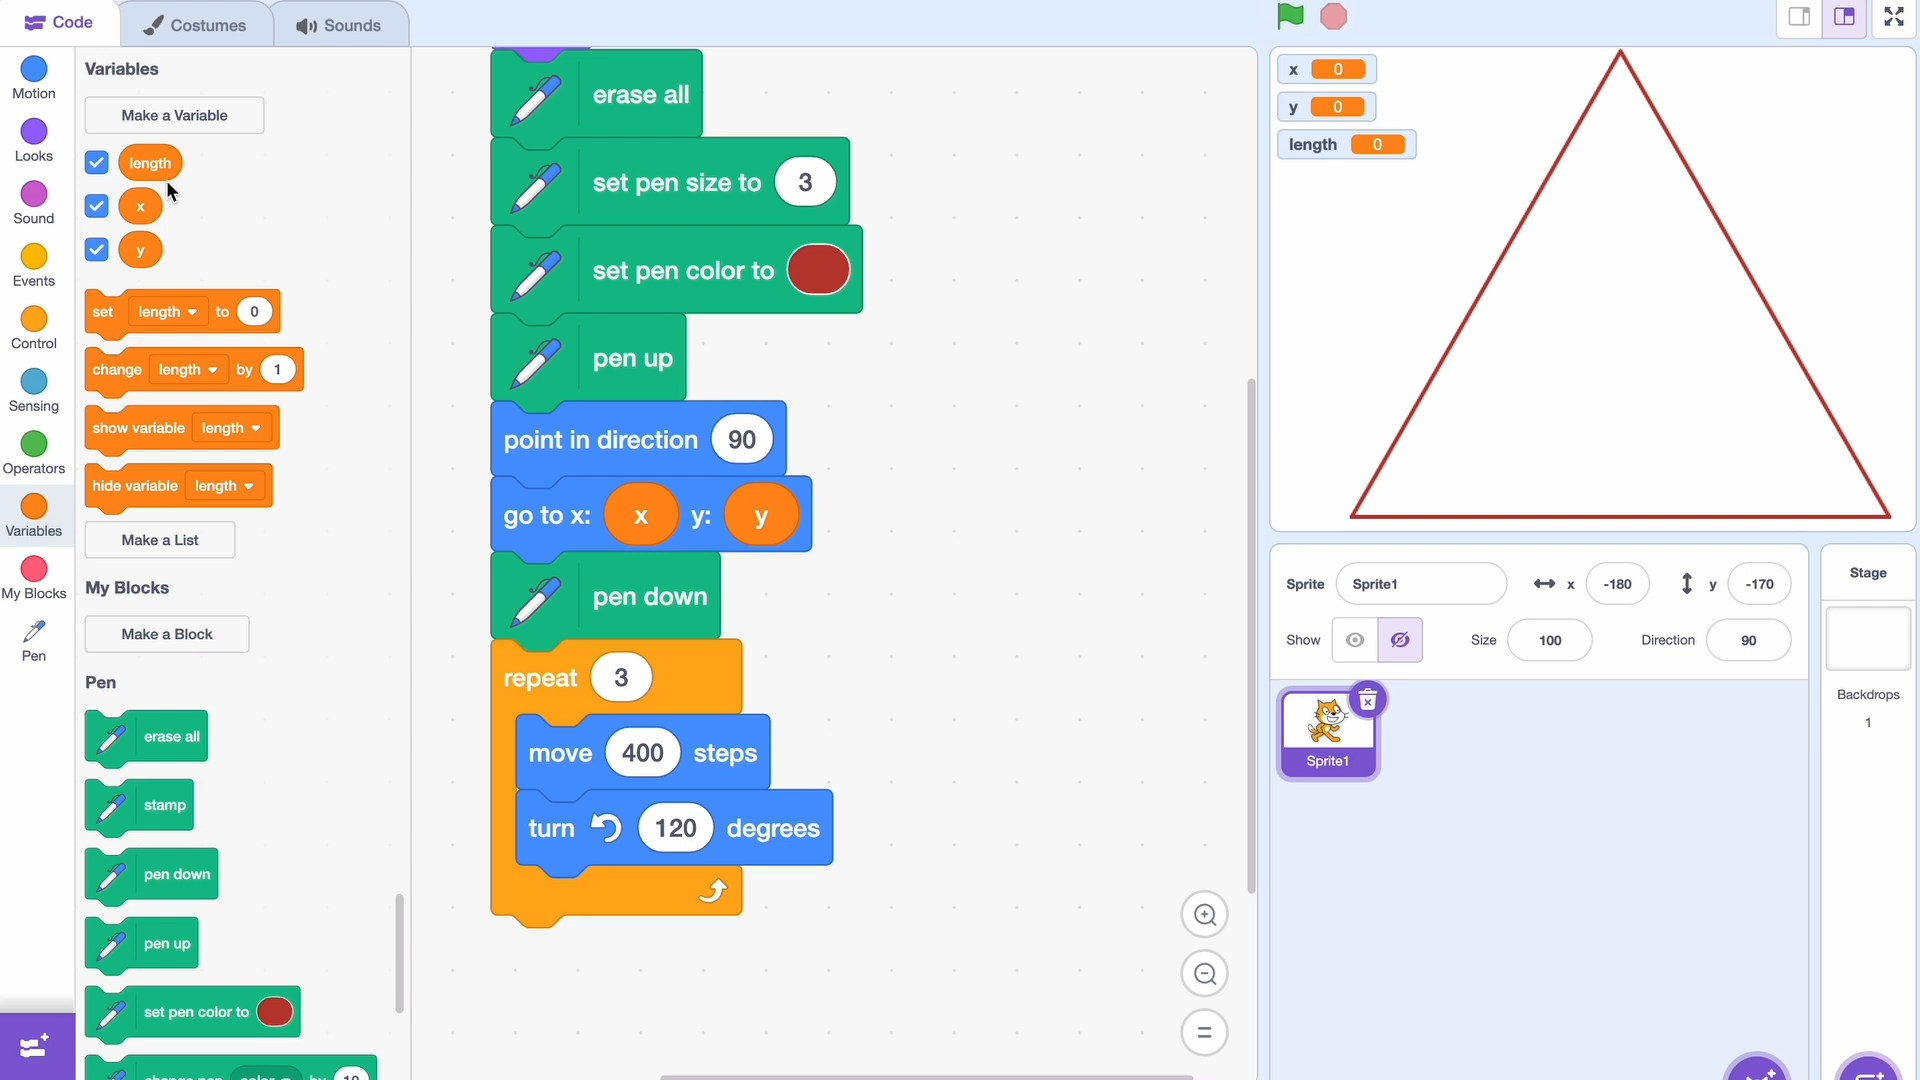 Code
Costumes
Sounds
Motion
Looks
Sound
Events
Control
Sensing
Operators
Variables
My Blocks
Pen
Variables
Make a Variable
length
x
y
set length to 0
change length by 1
show variable length
hide variable length
Make a List
My Blocks
Make a Block
Pen
erase all
stamp
pen down
pen up
set pen color to
erase all
set pen size to 3
set pen color to
pen up
point in direction 90
go to x: x y: y
pen down
repeat 3
move 400 steps
turn 120 degrees
x 0
y 0
length 0
Sprite Sprite1 x -180 y -170
Show Size 100 Direction 90
Sprite1
Stage
Backdrops
1